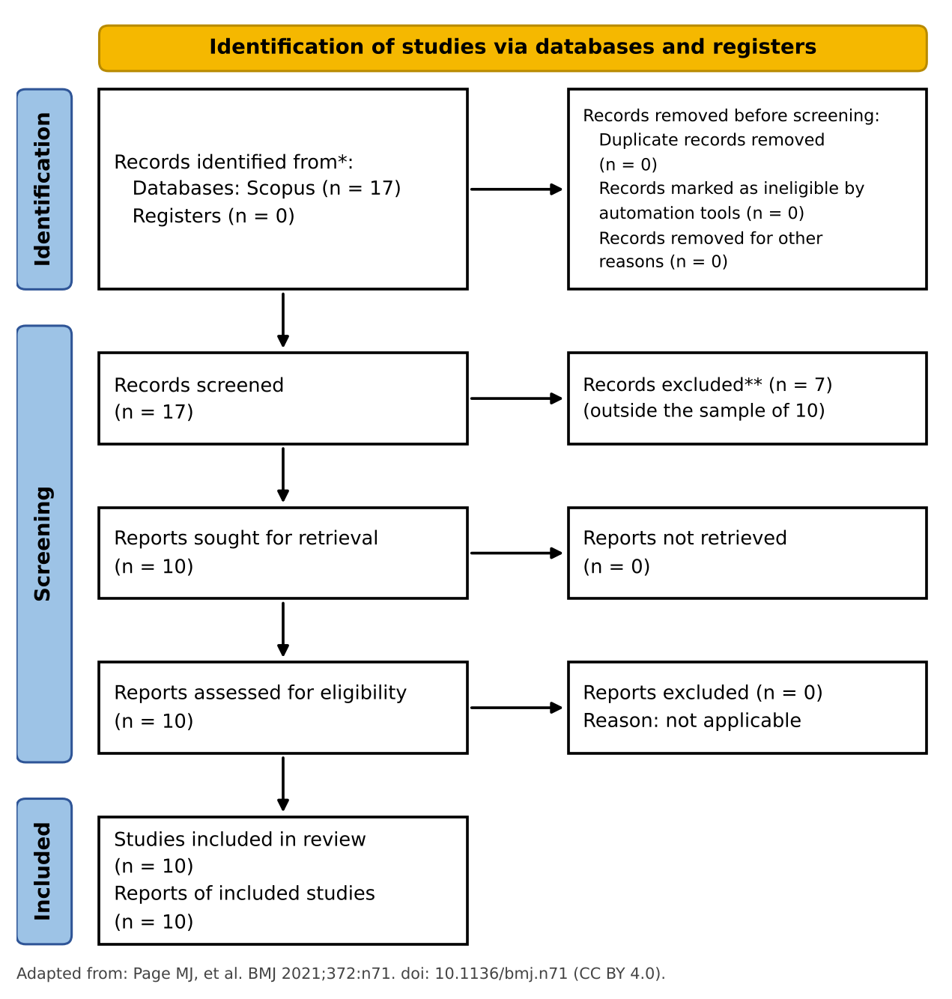 Identification of studies via databases and registers
Identification
Records identified from*:
Databases: Scopus (n = 17)
Registers (n = 0)
Records removed before screening:
Duplicate records removed
(n = 0)
Records marked as ineligible by
automation tools (n = 0)
Records removed for other
reasons (n = 0)
Screening
Records screened
(n = 17)
Records excluded** (n = 7)
(outside the sample of 10)
Reports sought for retrieval
(n = 10)
Reports not retrieved
(n = 0)
Reports assessed for eligibility
(n = 10)
Reports excluded (n = 0)
Reason: not applicable
Included
Studies included in review
(n = 10)
Reports of included studies
(n = 10)
Adapted from: Page MJ, et al. BMJ 2021;372:n71. doi: 10.1136/bmj.n71 (CC BY 4.0).